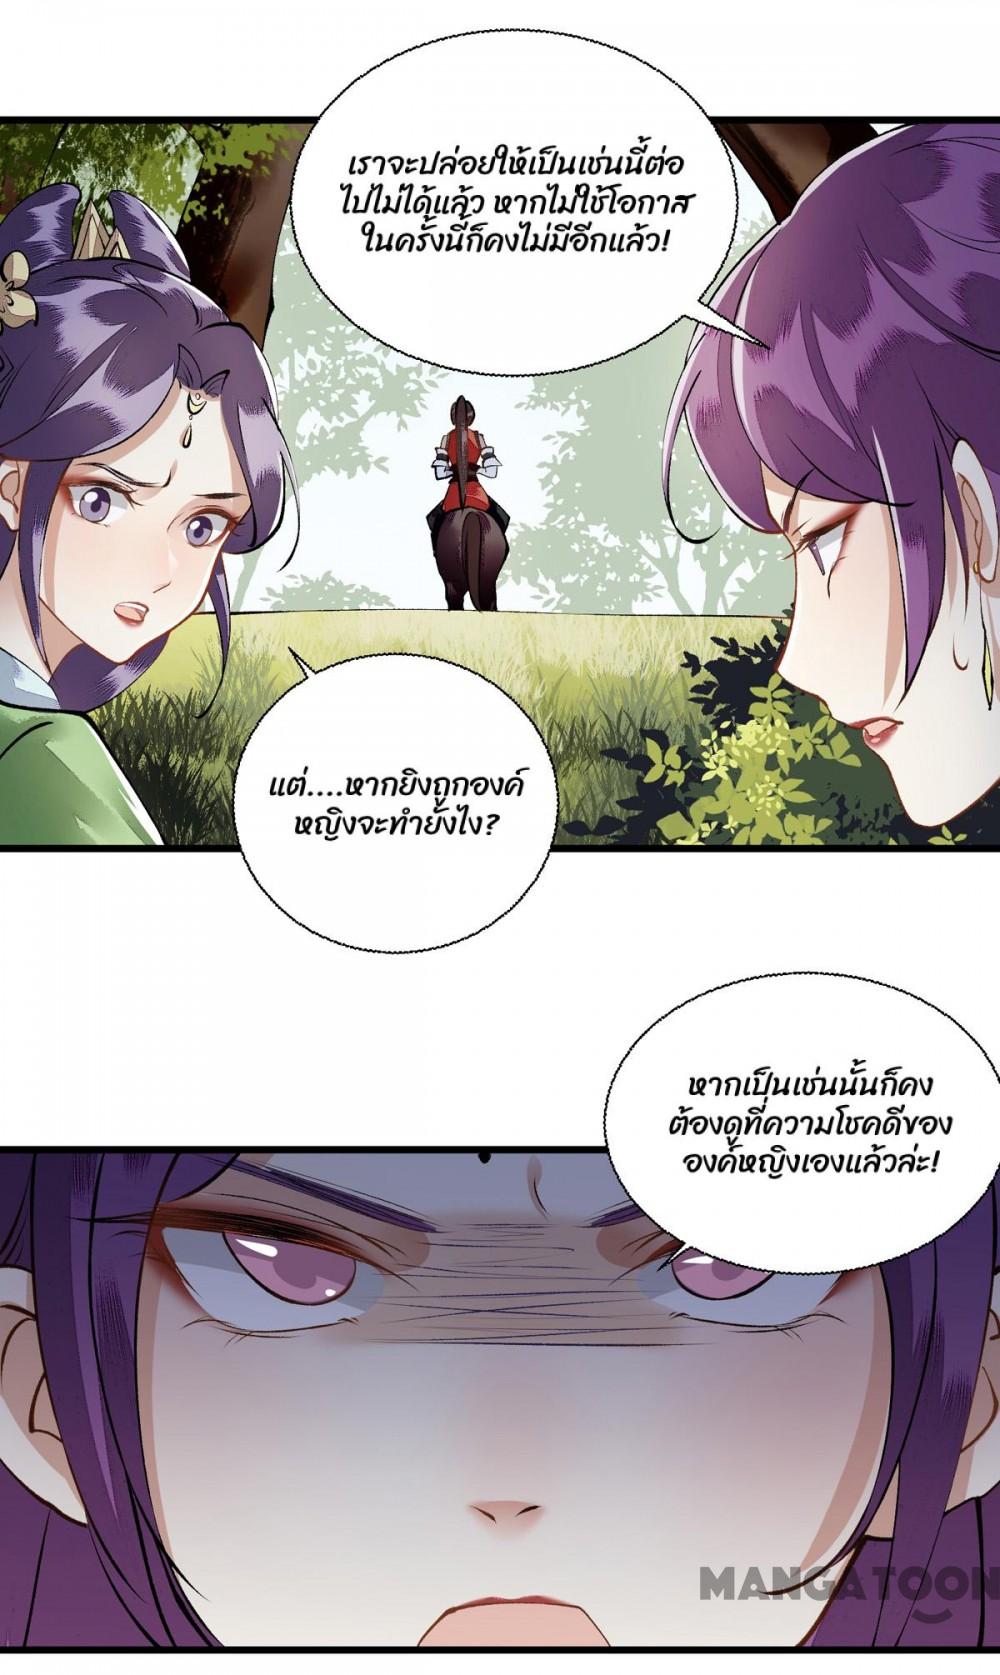 เราจะปล่อยให้เป็นเช่นนี้ต่อ
ไปไม่ได้แล้ว หากไม่ใช้โอกาส
ในครั้งนี้ก็คงไม่มีอีกแล้ว!
แต่....หากยิงถูกองค์
หญิงจะทำยังไง?
หากเป็นเช่นนั้นก็คง
ต้องดูที่ความโชคดีของ
องค์หญิงเองแล้วล่ะ!
MANGATOON